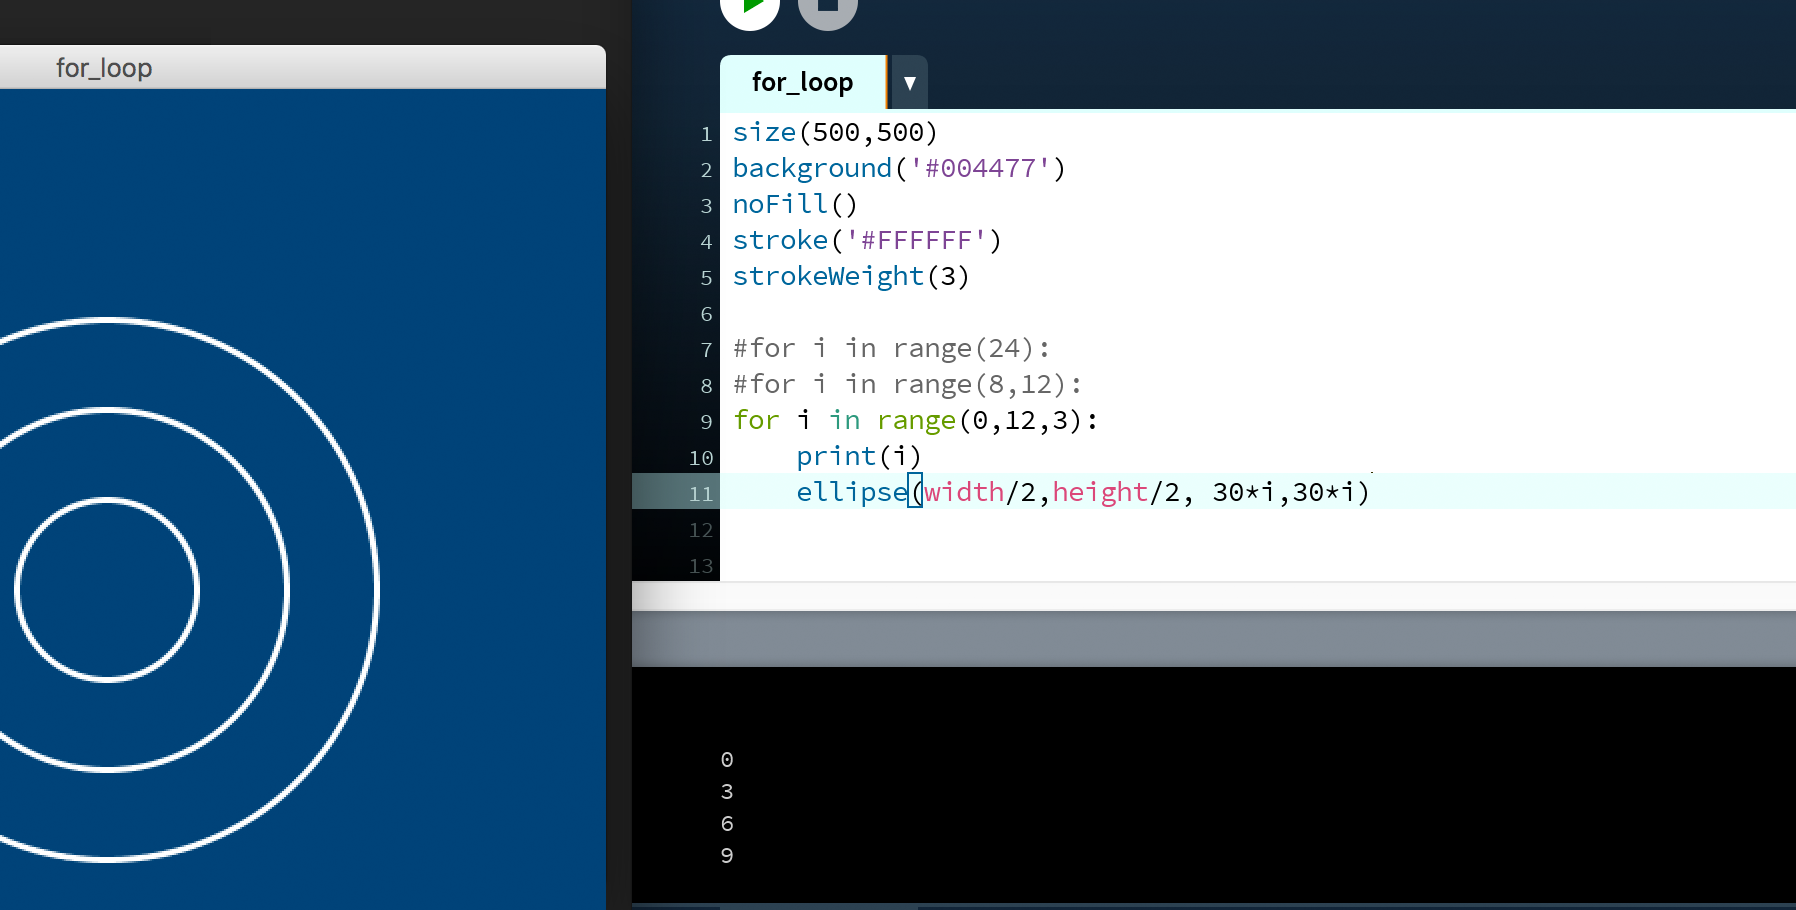 for_loop
for_loop ▼
1 size(500,500)
2 background('#004477')
3 noFill()
4 stroke('#FFFFFF')
5 strokeWeight(3)
6
7 #for i in range(24):
8 #for i in range(8,12):
9 for i in range(0,12,3):
10     print(i)
11     ellipse(width/2,height/2, 30*i,30*i)
12
13
0
3
6
9